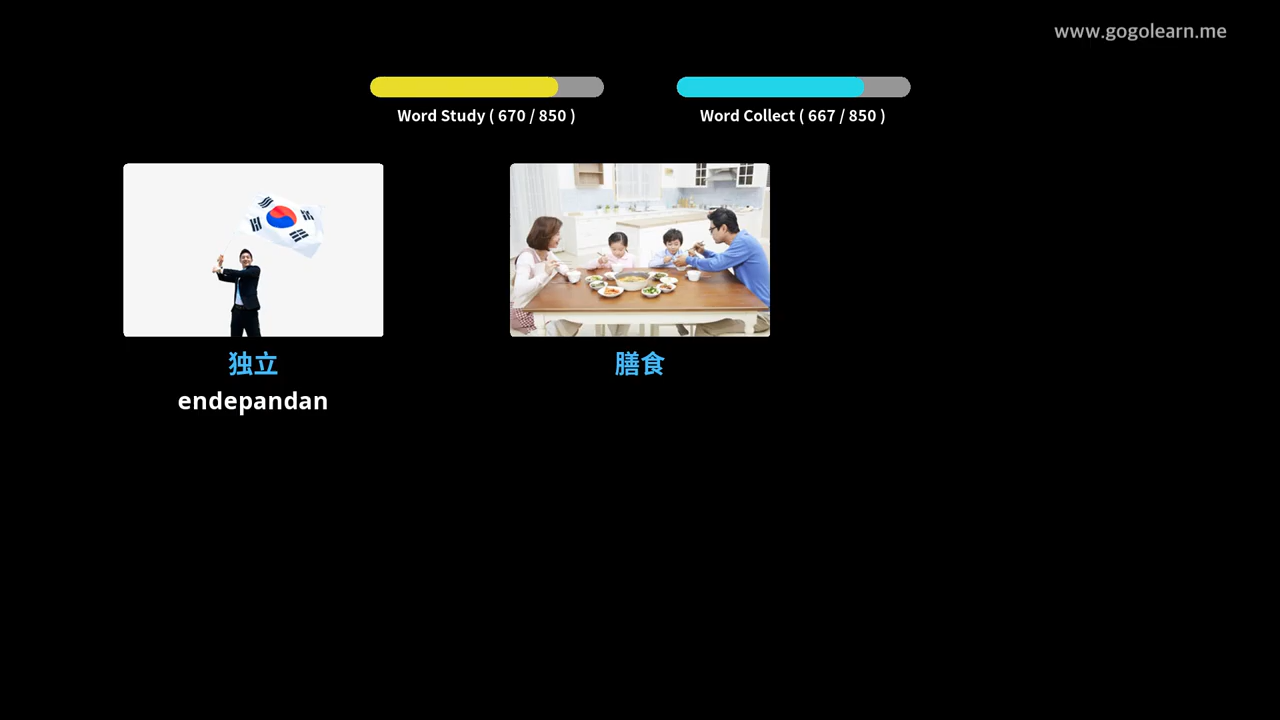 www.gogolearn.me
Word Study ( 670 / 850 )
Word Collect ( 667 / 850 )
独立
膳食
endepandan